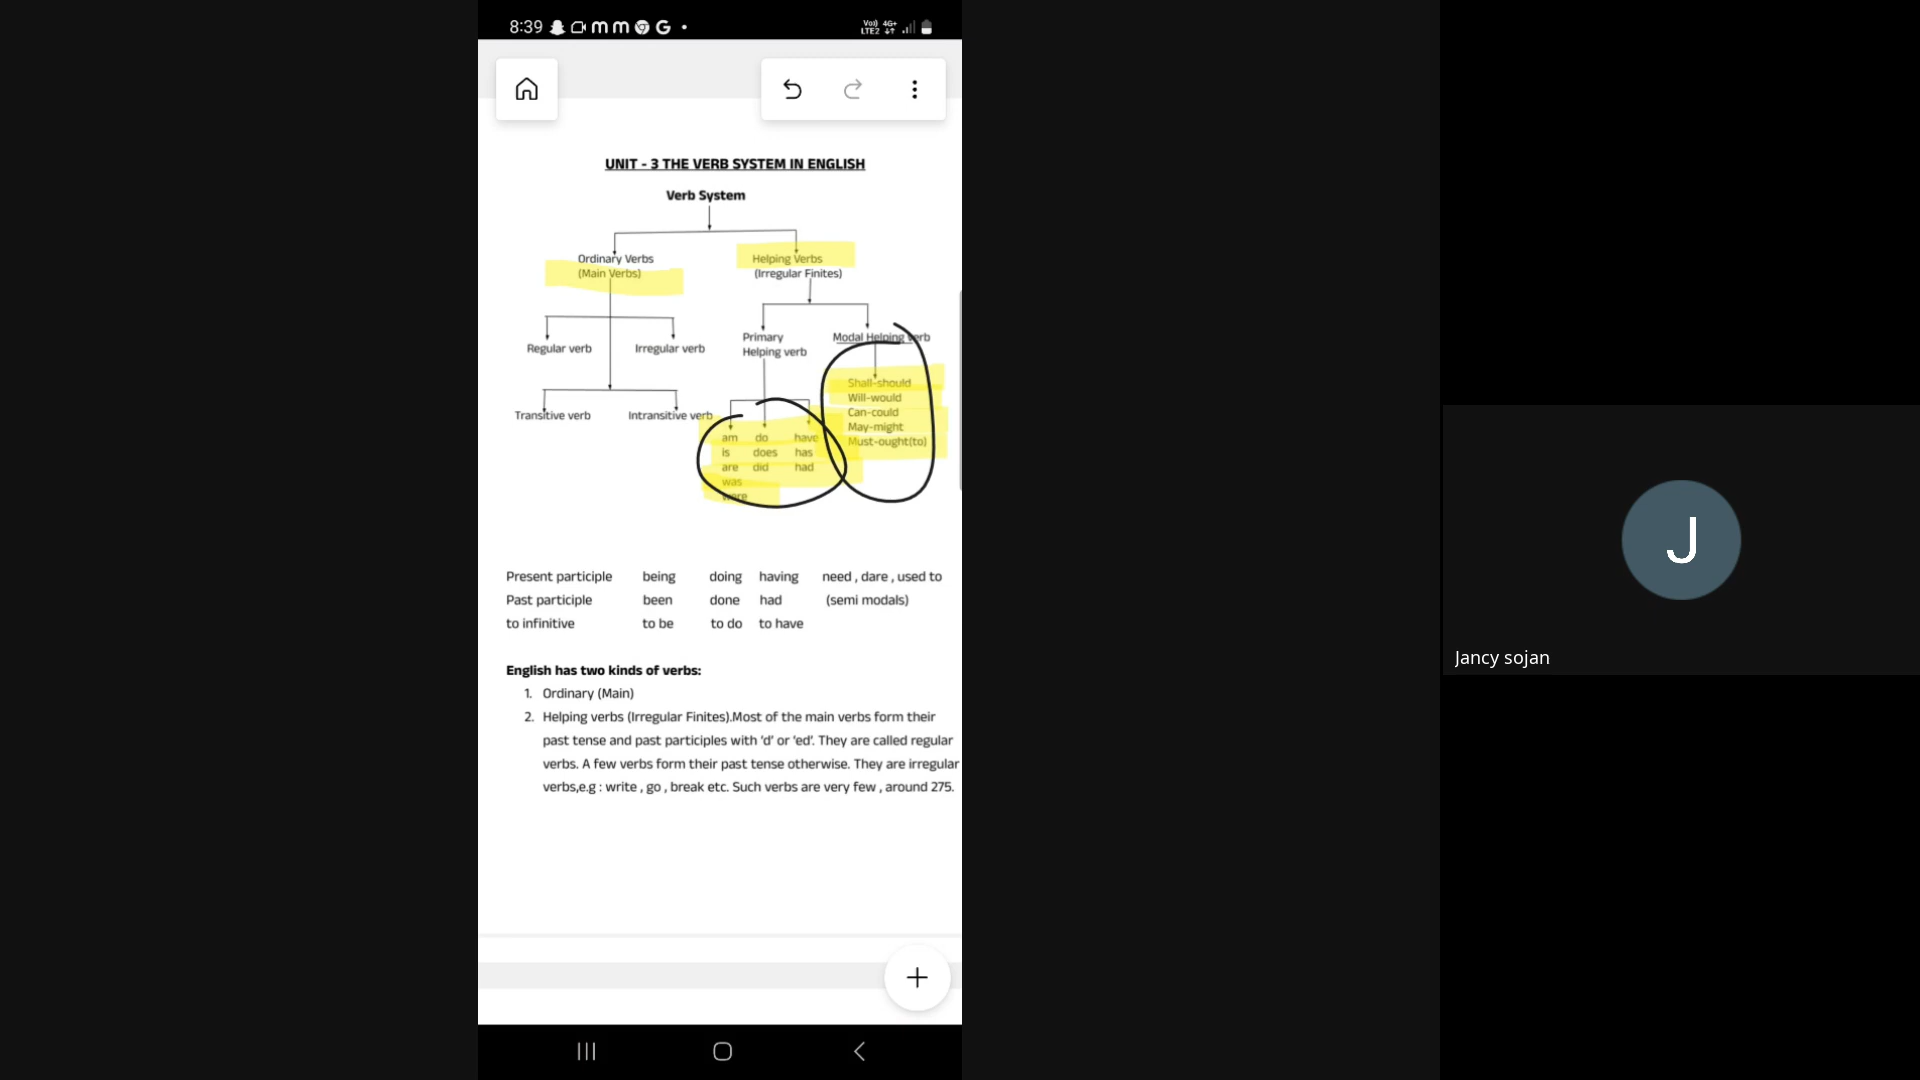 8:39 m m G
Vo)) 4G+
LTE2
UNIT - 3 THE VERB SYSTEM IN ENGLISH
Verb System
Ordinary Verbs Helping Verbs
(Main Verbs) (Irregular Finites)
Primary Modal Helping verb
Regular verb Irregular verb Helping verb
Shall-should
Will-would
Transitive verb Intransitive verb Can-could
May-might
am do have Must-ought(to)
is does has
are did had
was
were
Present participle being doing having need , dare , used to
Past participle been done had (semi modals)
to infinitive to be to do to have
English has two kinds of verbs:
1. Ordinary (Main)
2. Helping verbs (Irregular Finites).Most of the main verbs form their
past tense and past participles with 'd' or 'ed'. They are called regular
verbs. A few verbs form their past tense otherwise. They are irregular
verbs,e.g : write , go , break etc. Such verbs are very few , around 275.
J
Jancy sojan